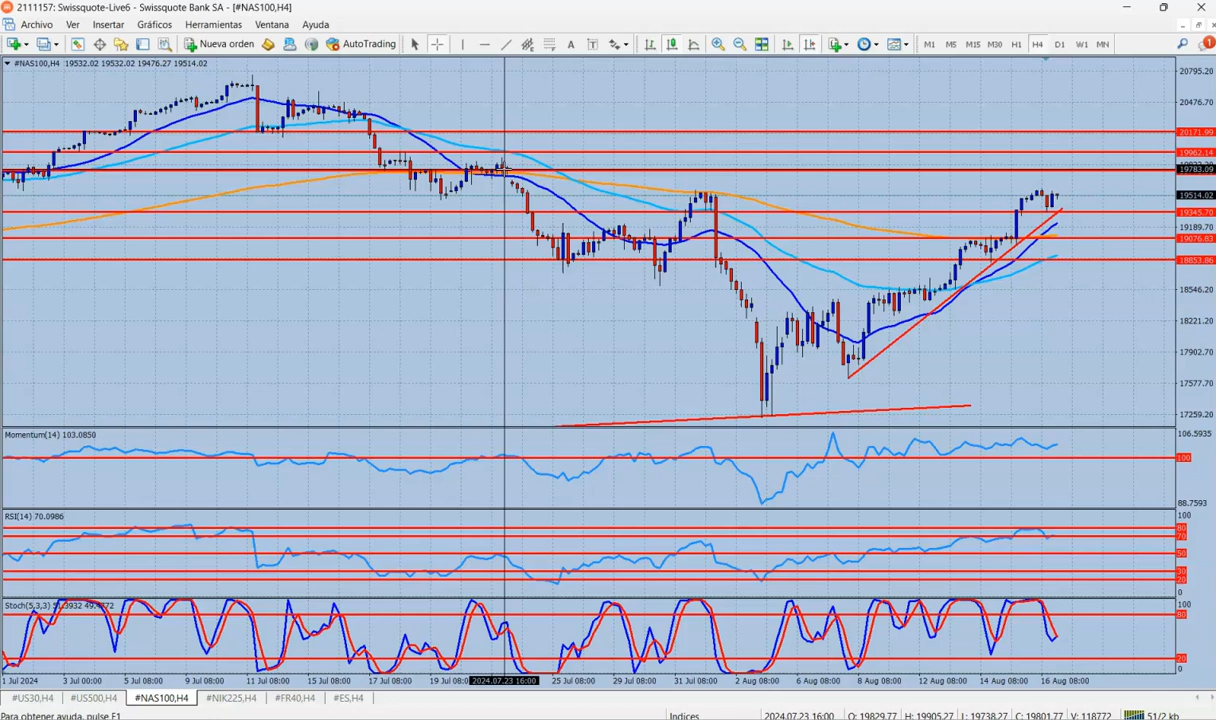 2111157: Swissquote-Live6 - Swissquote Bank SA - [#NAS100,H4]
Archivo Ver Insertar Gráficos Herramientas Ventana Ayuda
Nueva orden AutoTrading A T M1 M5 M15 M30 H1 H4 D1 W1 MN 1
#NAS100,H4 19532.02 19532.02 19476.27 19514.02
20795.20
20476.70
20171.99
19962.14
19783.09
19514.02
19345.70
19189.70
19076.83
18853.86
18546.20
18221.20
17902.70
17577.70
17259.20
Momentum(14) 103.0850
106.5935
100
88.7593
RSI(14) 70.0986
100
80
70
50
30
20
0
Stoch(5,3,3)
100
80
20
0
1 Jul 2024 3 Jul 00:00 5 Jul 08:00 9 Jul 08:00 11 Jul 08:00 15 Jul 08:00 17 Jul 08:00 19 Jul 08:00 2024.07.23 16:00 25 Jul 08:00 29 Jul 08:00 31 Jul 08:00 2 Aug 08:00 6 Aug 08:00 8 Aug 08:00 12 Aug 08:00 14 Aug 08:00 16 Aug 08:00
#US30,H4 #US500,H4 #NAS100,H4 #NIK225,H4 #FR40,H4 #ES,H4
Para obtener ayuda, pulse F1 Indices 2024.07.23 16:00 O: 19829.77 H: 19905.27 L: 19738.27 C: 19801.77 V: 118772 51/2 kb